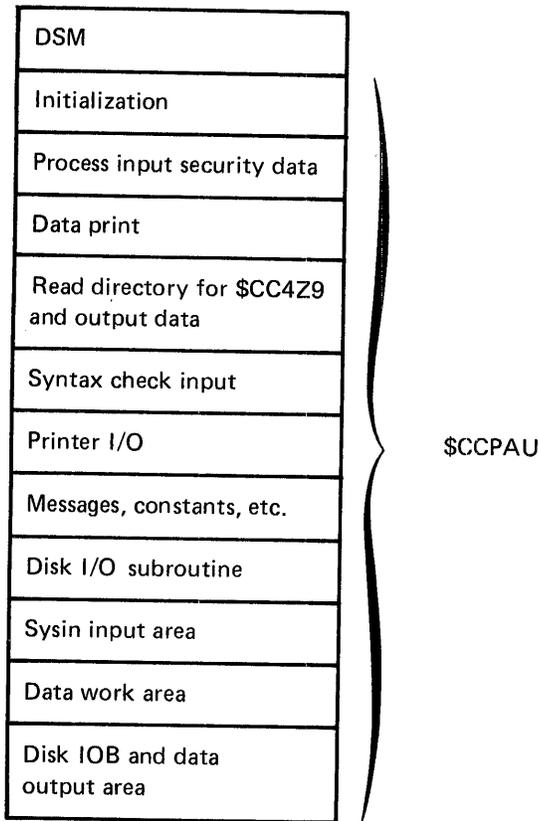 DSM
Initialization
Process input security data
Data print
Read directory for $CC4Z9
and output data
Syntax check input
Printer I/O
$CCPAU
Messages, constants, etc.
Disk I/O subroutine
Sysin input area
Data work area
Disk IOB and data
output area